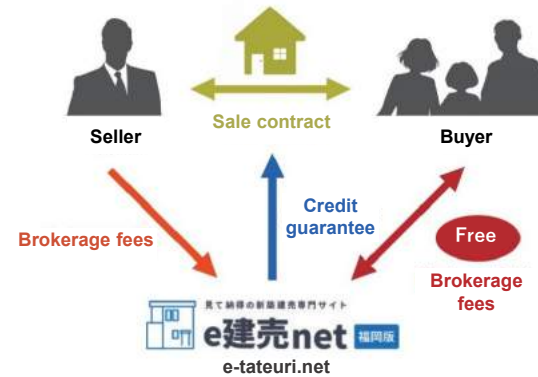 Sale contract
Seller
Buyer
Brokerage fees
Credit
guarantee
Free
Brokerage
fees
見て納得の新築建売専門サイト
e建売net 福岡版
e-tateuri.net